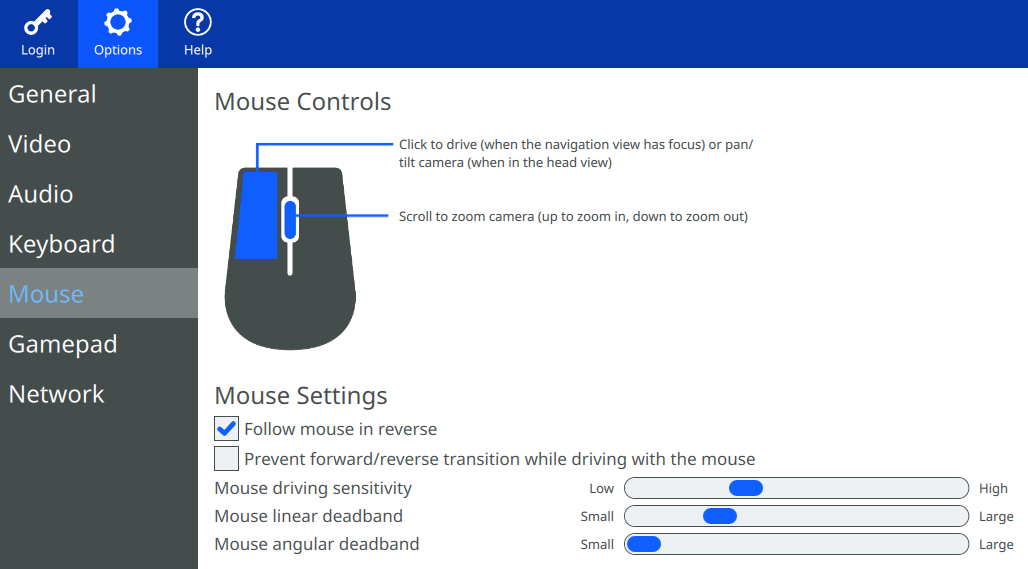 Login
Options
Help
General
Video
Audio
Keyboard
Mouse
Gamepad
Network
Mouse Controls
Click to drive (when the navigation view has focus) or pan/
tilt camera (when in the head view)
Scroll to zoom camera (up to zoom in, down to zoom out)
Mouse Settings
Follow mouse in reverse
Prevent forward/reverse transition while driving with the mouse
Mouse driving sensitivity Low High
Mouse linear deadband Small Large
Mouse angular deadband Small Large